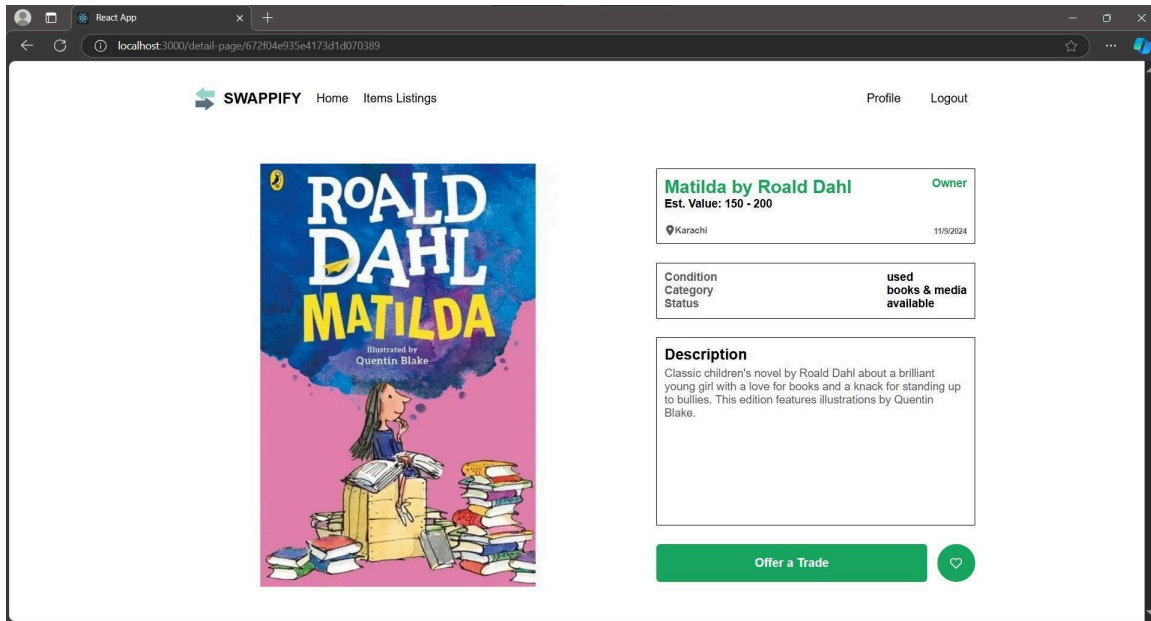 React App
localhost:3000/detail-page/672f04e935e4173d1d070389
SWAPPIFY Home Items Listings Profile Logout
ROALD
DAHL
MATILDA
Illustrated by
Quentin Blake
Matilda by Roald Dahl Owner
Est. Value: 150 - 200
Karachi 11/9/2024
Condition used
Category books & media
Status available
Description
Classic children's novel by Roald Dahl about a brilliant
young girl with a love for books and a knack for standing up
to bullies. This edition features illustrations by Quentin
Blake.
Offer a Trade